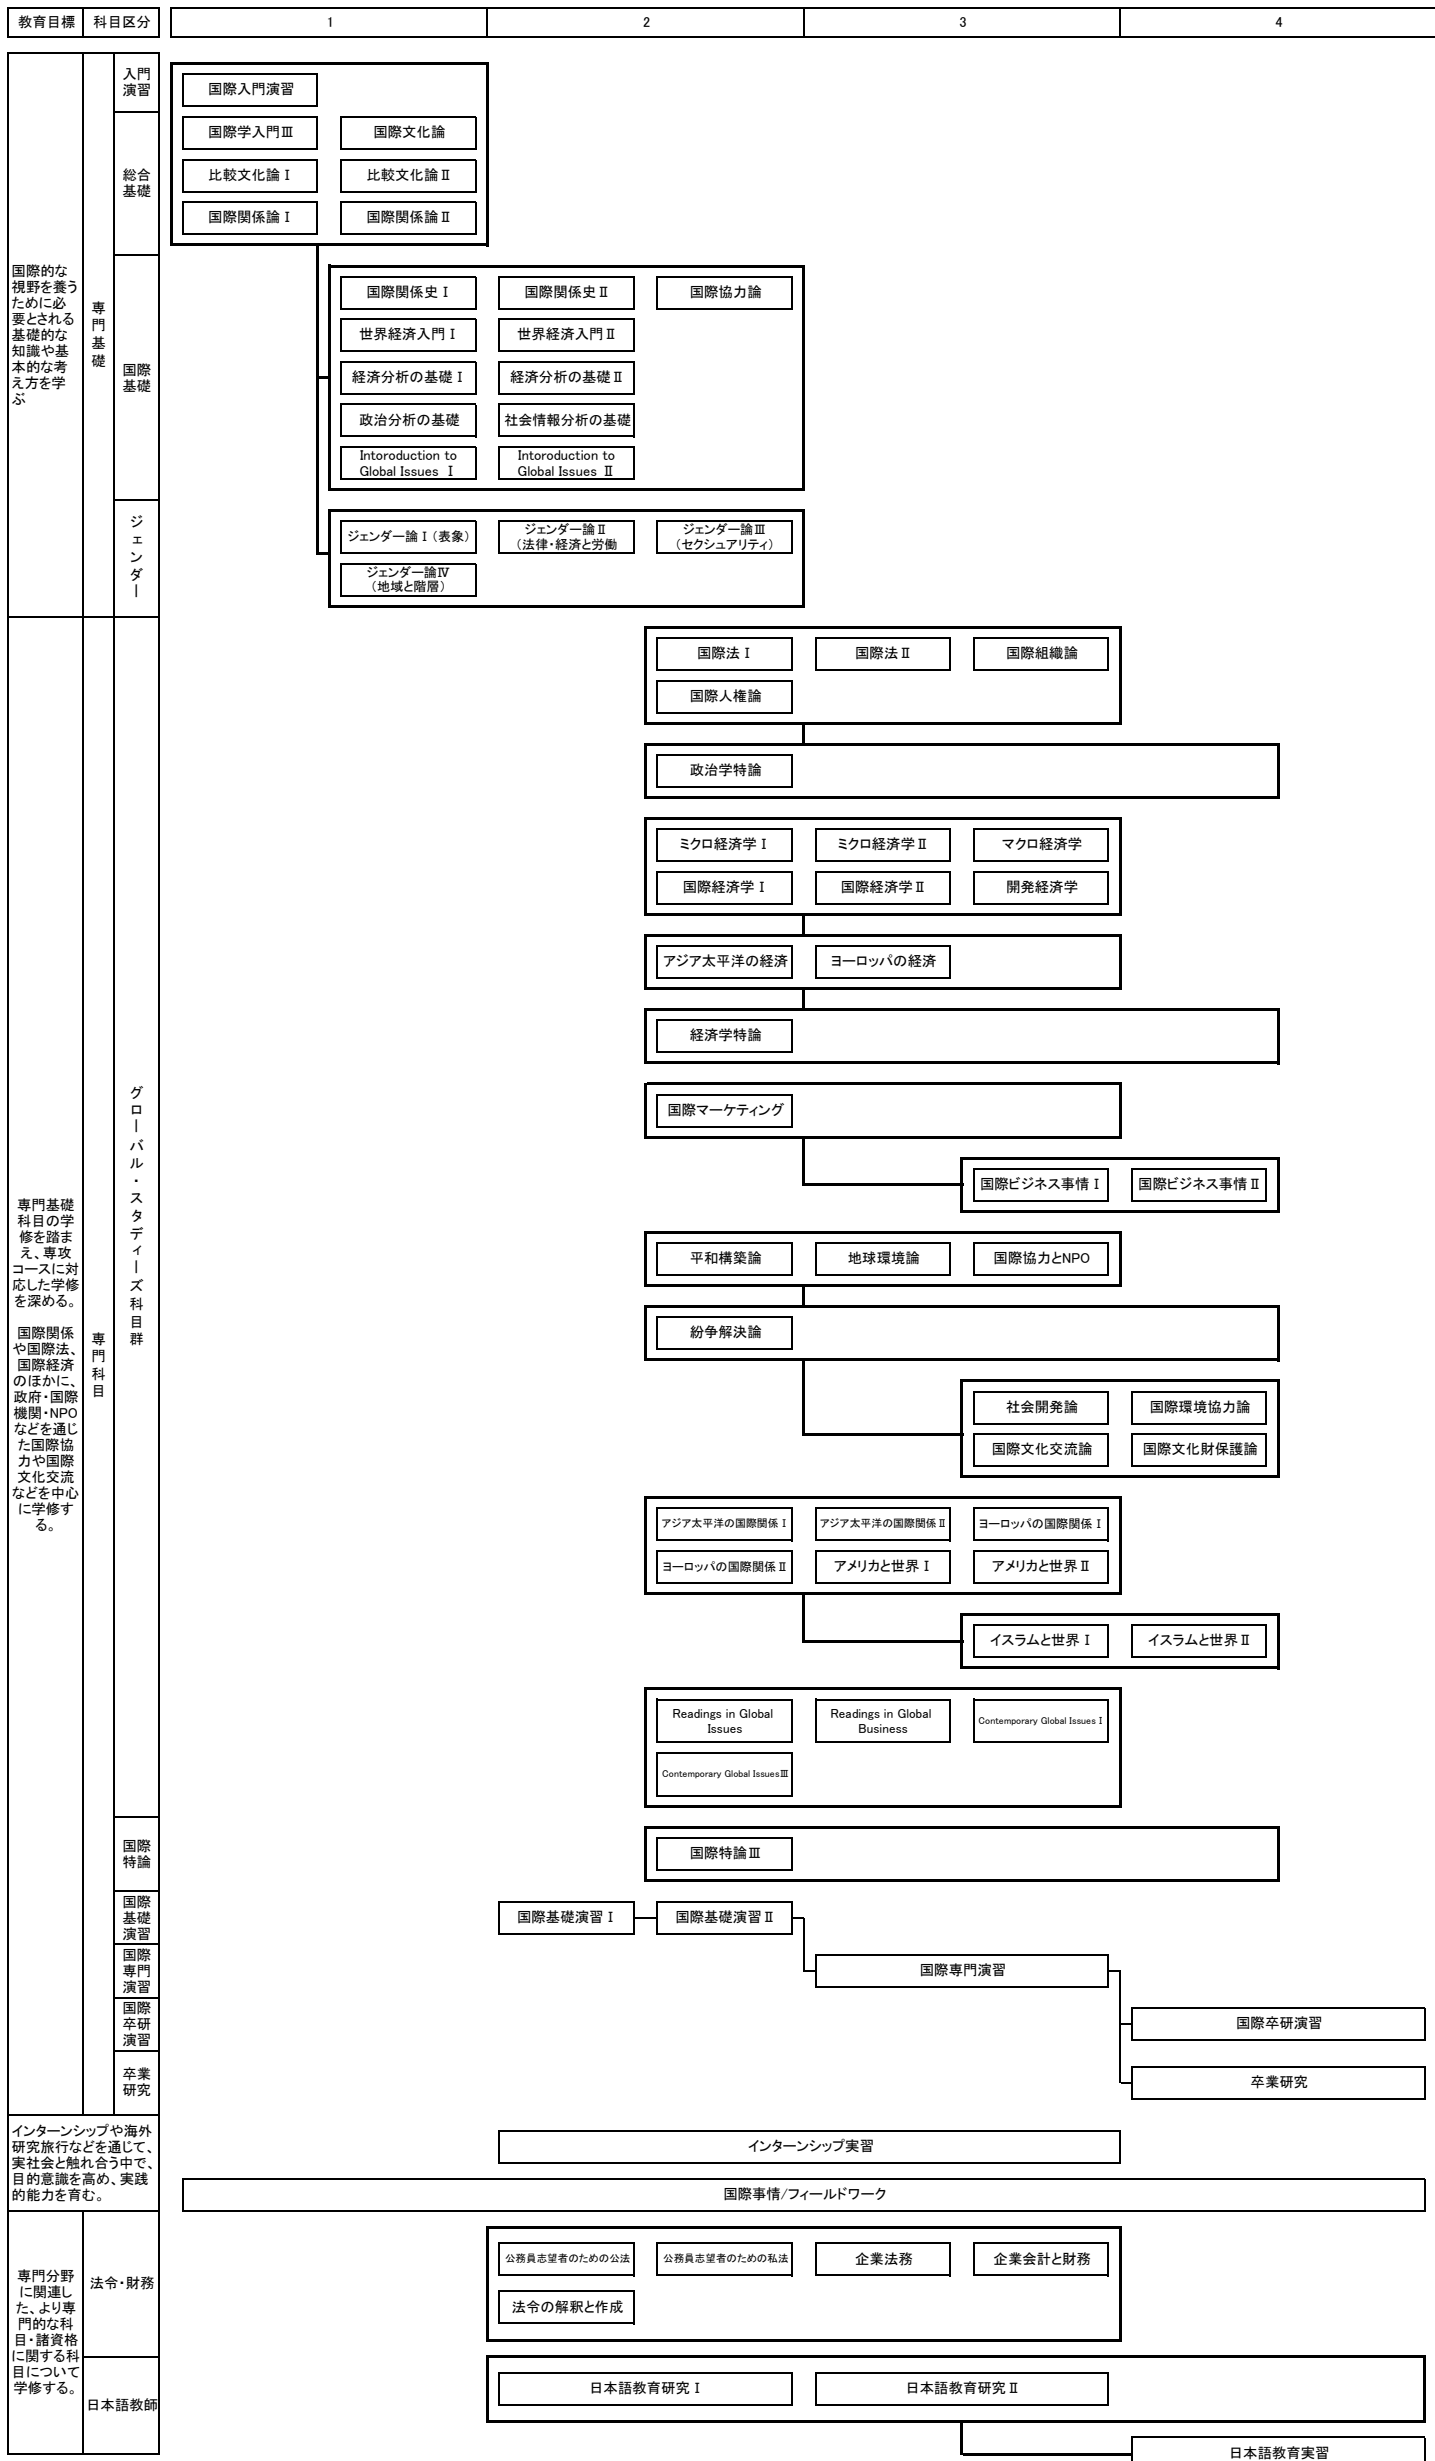 教育目標
科目区分
1
2
3
4
国際的な
視野を養う
ために必
要とされる
基礎的な
知識や基
本的な考
え方を学
ぶ
専門基礎
入門
演習
国際入門演習
総合
基礎
国際学入門Ⅲ
国際文化論
比較文化論Ⅰ
比較文化論Ⅱ
国際関係論Ⅰ
国際関係論Ⅱ
国際
基礎
国際関係史Ⅰ
国際関係史Ⅱ
国際協力論
世界経済入門Ⅰ
世界経済入門Ⅱ
経済分析の基礎Ⅰ
経済分析の基礎Ⅱ
政治分析の基礎
社会情報分析の基礎
Intoroduction to
Global Issues Ⅰ
Intoroduction to
Global Issues Ⅱ
ジェンダー
ジェンダー論Ⅰ（表象）
ジェンダー論Ⅱ
（法律・経済と労働
ジェンダー論Ⅲ
（セクシュアリティ）
ジェンダー論Ⅳ
（地域と階層）
専門基礎
科目の学
修を踏ま
え、専攻
コースに対
応した学修
を深める。
国際関係
や国際法、
国際経済
のほかに、
政府・国際
機関・NPO
などを通じ
た国際協
力や国際
文化交流
などを中心
に学修す
る。
専門科目
グローバル・スタディーズ科目群
国際法Ⅰ
国際法Ⅱ
国際組織論
国際人権論
政治学特論
ミクロ経済学Ⅰ
ミクロ経済学Ⅱ
マクロ経済学
国際経済学Ⅰ
国際経済学Ⅱ
開発経済学
アジア太平洋の経済
ヨーロッパの経済
経済学特論
国際マーケティング
国際ビジネス事情Ⅰ
国際ビジネス事情Ⅱ
平和構築論
地球環境論
国際協力とNPO
紛争解決論
社会開発論
国際環境協力論
国際文化交流論
国際文化財保護論
アジア太平洋の国際関係Ⅰ
アジア太平洋の国際関係Ⅱ
ヨーロッパの国際関係Ⅰ
ヨーロッパの国際関係Ⅱ
アメリカと世界Ⅰ
アメリカと世界Ⅱ
イスラムと世界Ⅰ
イスラムと世界Ⅱ
Readings in Global
Issues
Readings in Global
Business
Contemporary Global Issues Ⅰ
Contemporary Global IssuesⅢ
国際
特論
国際特論Ⅲ
国際
基礎
演習
国際基礎演習Ⅰ
国際基礎演習Ⅱ
国際
専門
演習
国際専門演習
国際
卒研
演習
国際卒研演習
卒業
研究
卒業研究
インターンシップや海外
研究旅行などを通じて、
実社会と触れ合う中で、
目的意識を高め、実践
的能力を育む。
インターンシップ実習
国際事情/フィールドワーク
専門分野
に関連し
た、より専
門的な科
目・諸資格
に関する科
目について
学修する。
法令・財務
公務員志望者のための公法
公務員志望者のための私法
企業法務
企業会計と財務
法令の解釈と作成
日本語教師
日本語教育研究Ⅰ
日本語教育研究Ⅱ
日本語教育実習